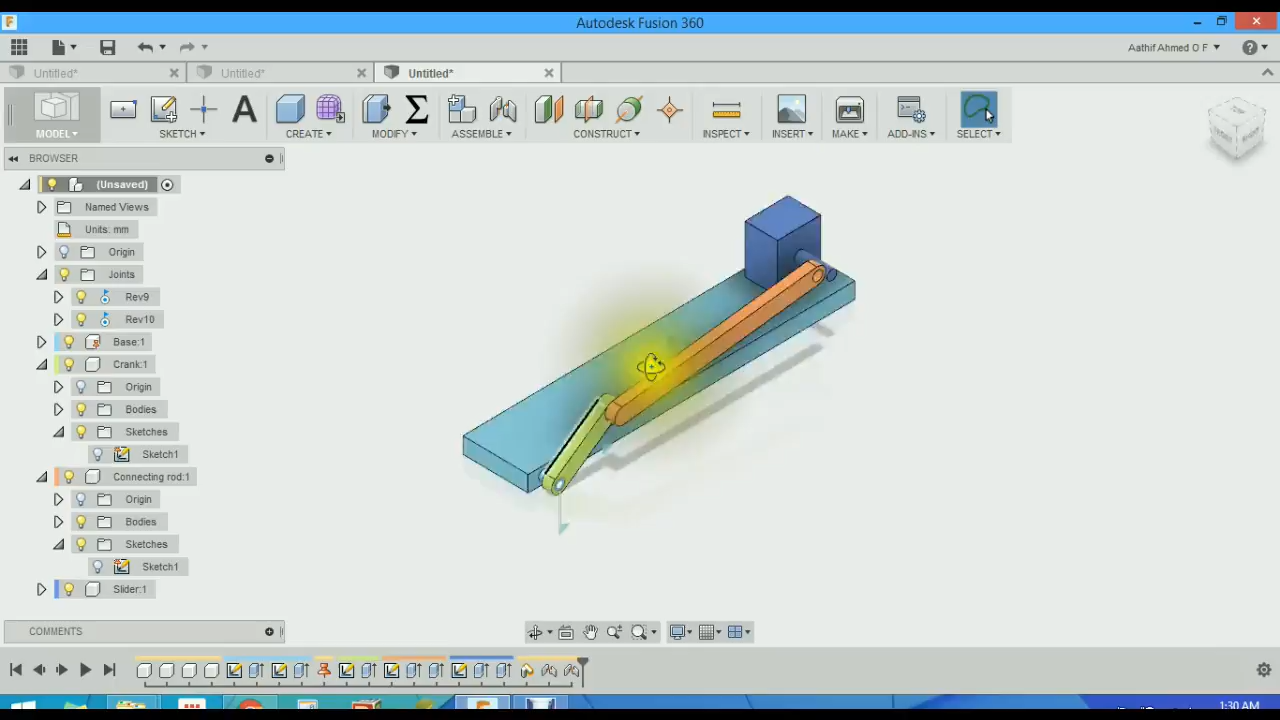 Autodesk Fusion 360
Aathif Ahmed O F
Untitled*
Untitled*
Untitled*
MODEL
SKETCH
CREATE
MODIFY
ASSEMBLE
CONSTRUCT
INSPECT
INSERT
MAKE
ADD-INS
SELECT
BROWSER
(Unsaved)
Named Views
Units: mm
Origin
Joints
Rev9
Rev10
Base:1
Crank:1
Origin
Bodies
Sketches
Sketch1
Connecting rod:1
Origin
Bodies
Sketches
Sketch1
Slider:1
COMMENTS
1:30 AM